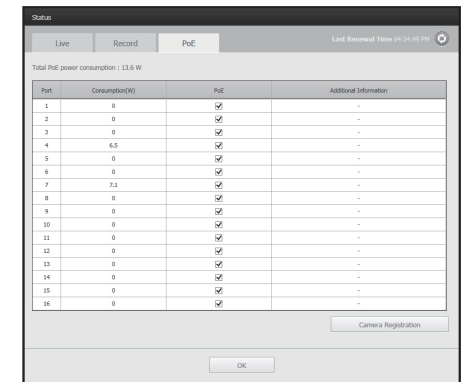 Status
Live Record PoE Last Renewal Time 04:34:49 PM
Total PoE power consumption : 13.6 W
Port Consumption(W) PoE Additional Information
1 0 -
2 0 -
3 0 -
4 6.5 -
5 0 -
6 0 -
7 7.1 -
8 0 -
9 0 -
10 0 -
11 0 -
12 0 -
13 0 -
14 0 -
15 0 -
16 0 -
Camera Registration
OK